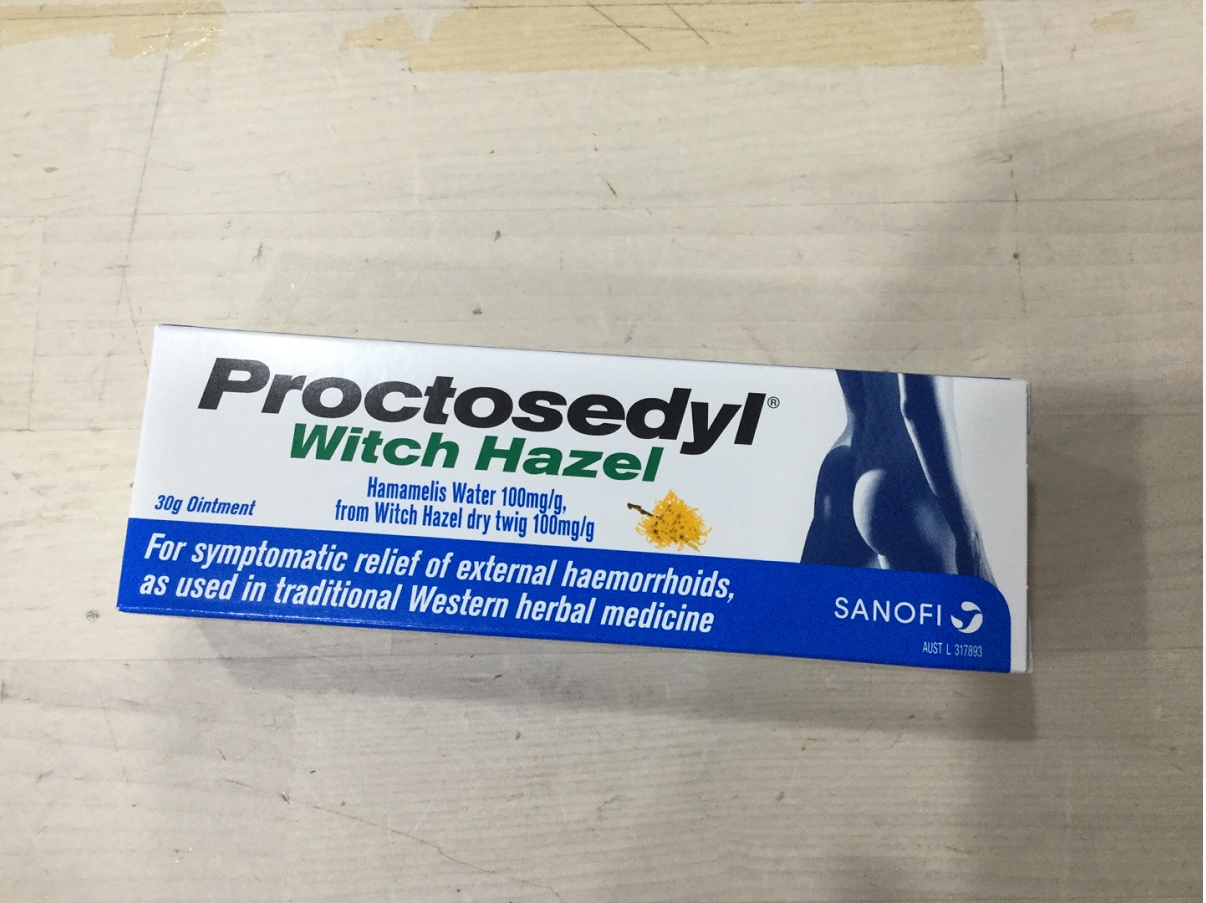 Proctosedyl®
Witch Hazel
Hamamelis Water 100mg/g,
from Witch Hazel dry twig 100mg/g
30g Ointment
For symptomatic relief of external haemorrhoids,
as used in traditional Western herbal medicine
SANOFI
AUST L 317893